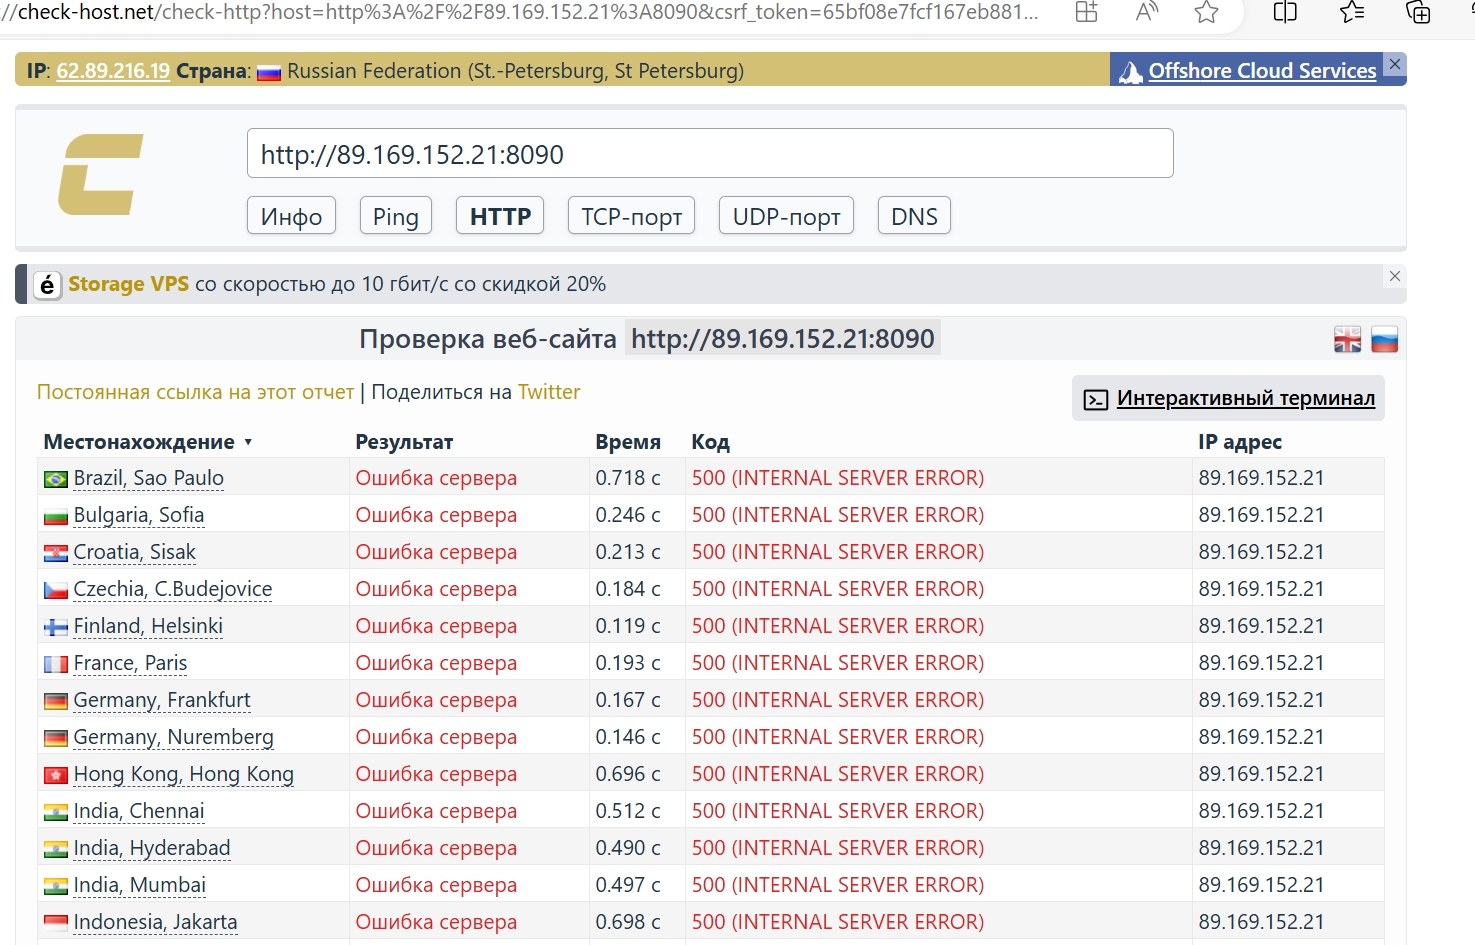 ://check-host.net/check-http?host=http%3A%2F%2F89.169.152.21%3A8090&csrf_token=65bf08e7fcf167eb881...
IP: 62.89.216.19 Страна: Russian Federation (St.-Petersburg, St Petersburg)
Offshore Cloud Services
http://89.169.152.21:8090
Инфо Ping HTTP TCP-порт UDP-порт DNS
é Storage VPS со скоростью до 10 гбит/с со скидкой 20%
Проверка веб-сайта http://89.169.152.21:8090
Постоянная ссылка на этот отчет | Поделиться на Twitter
Интерактивный терминал
Местонахождение Результат Время Код IP адрес
Brazil, Sao Paulo Ошибка сервера 0.718 с 500 (INTERNAL SERVER ERROR) 89.169.152.21
Bulgaria, Sofia Ошибка сервера 0.246 с 500 (INTERNAL SERVER ERROR) 89.169.152.21
Croatia, Sisak Ошибка сервера 0.213 с 500 (INTERNAL SERVER ERROR) 89.169.152.21
Czechia, C.Budejovice Ошибка сервера 0.184 с 500 (INTERNAL SERVER ERROR) 89.169.152.21
Finland, Helsinki Ошибка сервера 0.119 с 500 (INTERNAL SERVER ERROR) 89.169.152.21
France, Paris Ошибка сервера 0.193 с 500 (INTERNAL SERVER ERROR) 89.169.152.21
Germany, Frankfurt Ошибка сервера 0.167 с 500 (INTERNAL SERVER ERROR) 89.169.152.21
Germany, Nuremberg Ошибка сервера 0.146 с 500 (INTERNAL SERVER ERROR) 89.169.152.21
Hong Kong, Hong Kong Ошибка сервера 0.696 с 500 (INTERNAL SERVER ERROR) 89.169.152.21
India, Chennai Ошибка сервера 0.512 с 500 (INTERNAL SERVER ERROR) 89.169.152.21
India, Hyderabad Ошибка сервера 0.490 с 500 (INTERNAL SERVER ERROR) 89.169.152.21
India, Mumbai Ошибка сервера 0.497 с 500 (INTERNAL SERVER ERROR) 89.169.152.21
Indonesia, Jakarta Ошибка сервера 0.698 с 500 (INTERNAL SERVER ERROR) 89.169.152.21